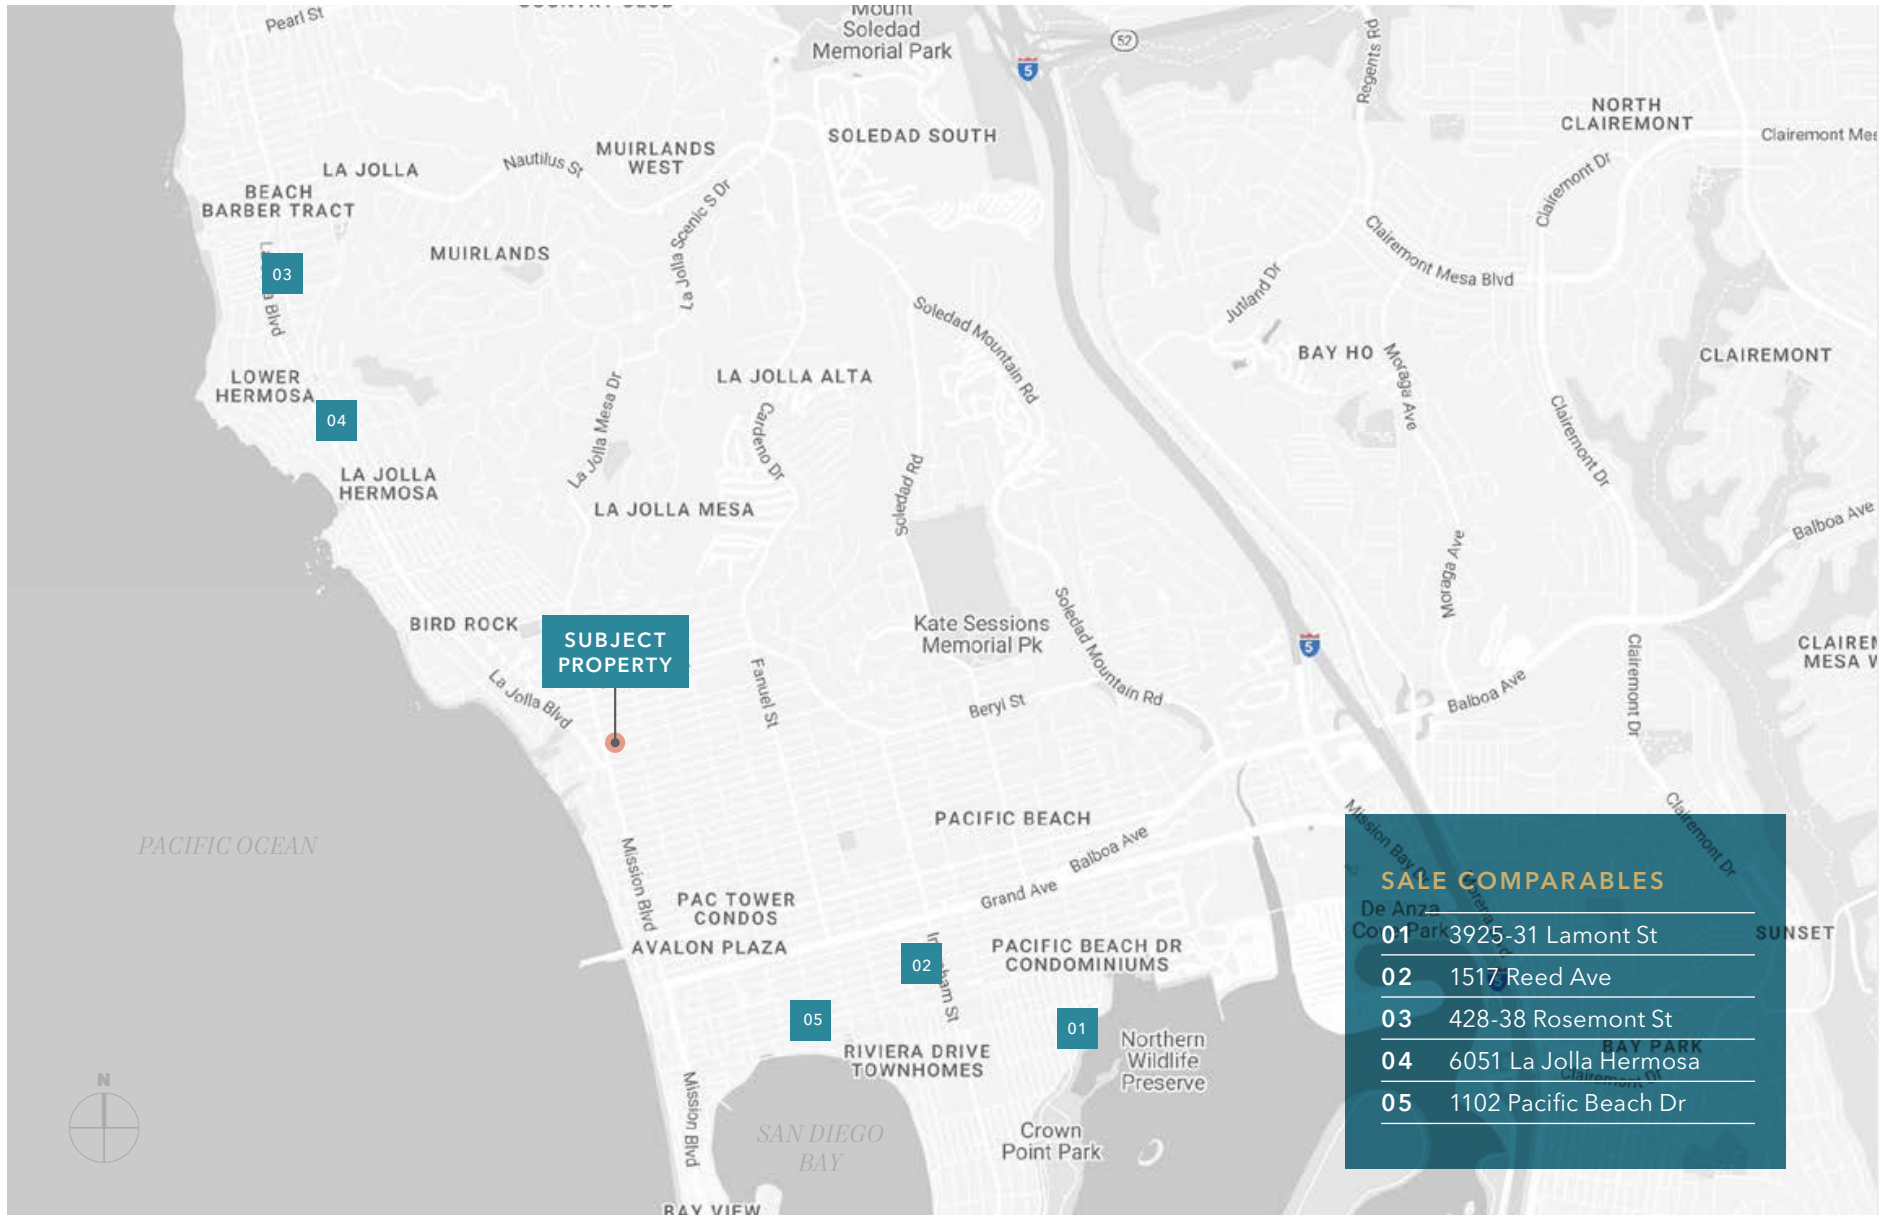 Pearl St
Mount
Soledad
Memorial Park
52
5
Regents Rd
NORTH
CLAIREMONT
Clairemont Mes
SOLEDAD SOUTH
MUIRLANDS
WEST
Nautilus St
LA JOLLA
BEACH
BARBER TRACT
Clairemont Dr
La Jolla Scenic S Dr
MUIRLANDS
Clairemont Mesa Blvd
03
Blvd
Jutland Dr
Soledad Mountain Rd
BAY HO
Moraga Ave
CLAIREMONT
LOWER
HERMOSA
LA JOLLA ALTA
La Jolla Mesa Dr
Cardeno Dr
04
Clairemont Dr
LA JOLLA
HERMOSA
Soledad Rd
LA JOLLA MESA
Balboa Ave
Moraga Ave
BIRD ROCK
SUBJECT
PROPERTY
Kate Sessions
Memorial Pk
Soledad Mountain Rd
5
Clairemont Dr
CLAIREM
MESA W
La Jolla Blvd
Fanuel St
Beryl St
Balboa Ave
PACIFIC OCEAN
PACIFIC BEACH
Balboa Ave
Mission Blvd
Grand Ave
PAC TOWER
CONDOS
AVALON PLAZA
02
PACIFIC BEACH DR
CONDOMINIUMS
05
01
RIVIERA DRIVE
TOWNHOMES
Northern
Wildlife
Preserve
Mission Blvd
SAN DIEGO
BAY
Crown
Point Park
BAY VIEW
N
Mission Bay Dr
Clairemont Dr
SALE COMPARABLES
De Anza
Cove Park
SUNSET
01 3925-31 Lamont St
02 1517 Reed Ave
03 428-38 Rosemont St
BAY PARK
04 6051 La Jolla Hermosa
Clairemont Dr
05 1102 Pacific Beach Dr